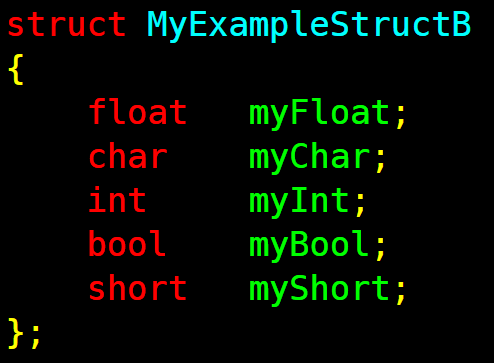 struct MyExampleStructB
{
    float   myFloat;
    char    myChar;
    int     myInt;
    bool    myBool;
    short   myShort;
};